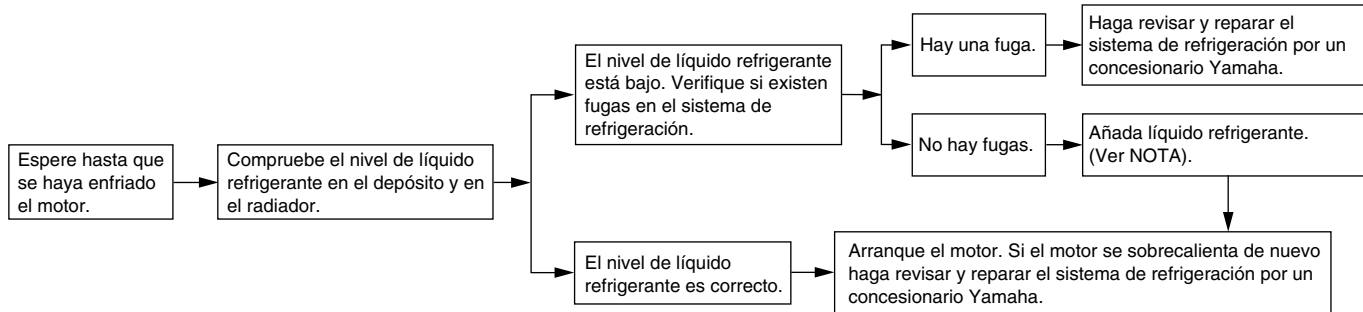 Espere hasta que
se haya enfriado
el motor.
Compruebe el nivel de líquido
refrigerante en el depósito y en
el radiador.
El nivel de líquido refrigerante
está bajo. Verifique si existen
fugas en el sistema de
refrigeración.
Hay una fuga.
Haga revisar y reparar el
sistema de refrigeración por un
concesionario Yamaha.
No hay fugas.
Añada líquido refrigerante.
(Ver NOTA).
El nivel de líquido
refrigerante es correcto.
Arranque el motor. Si el motor se sobrecalienta de nuevo
haga revisar y reparar el sistema de refrigeración por un
concesionario Yamaha.